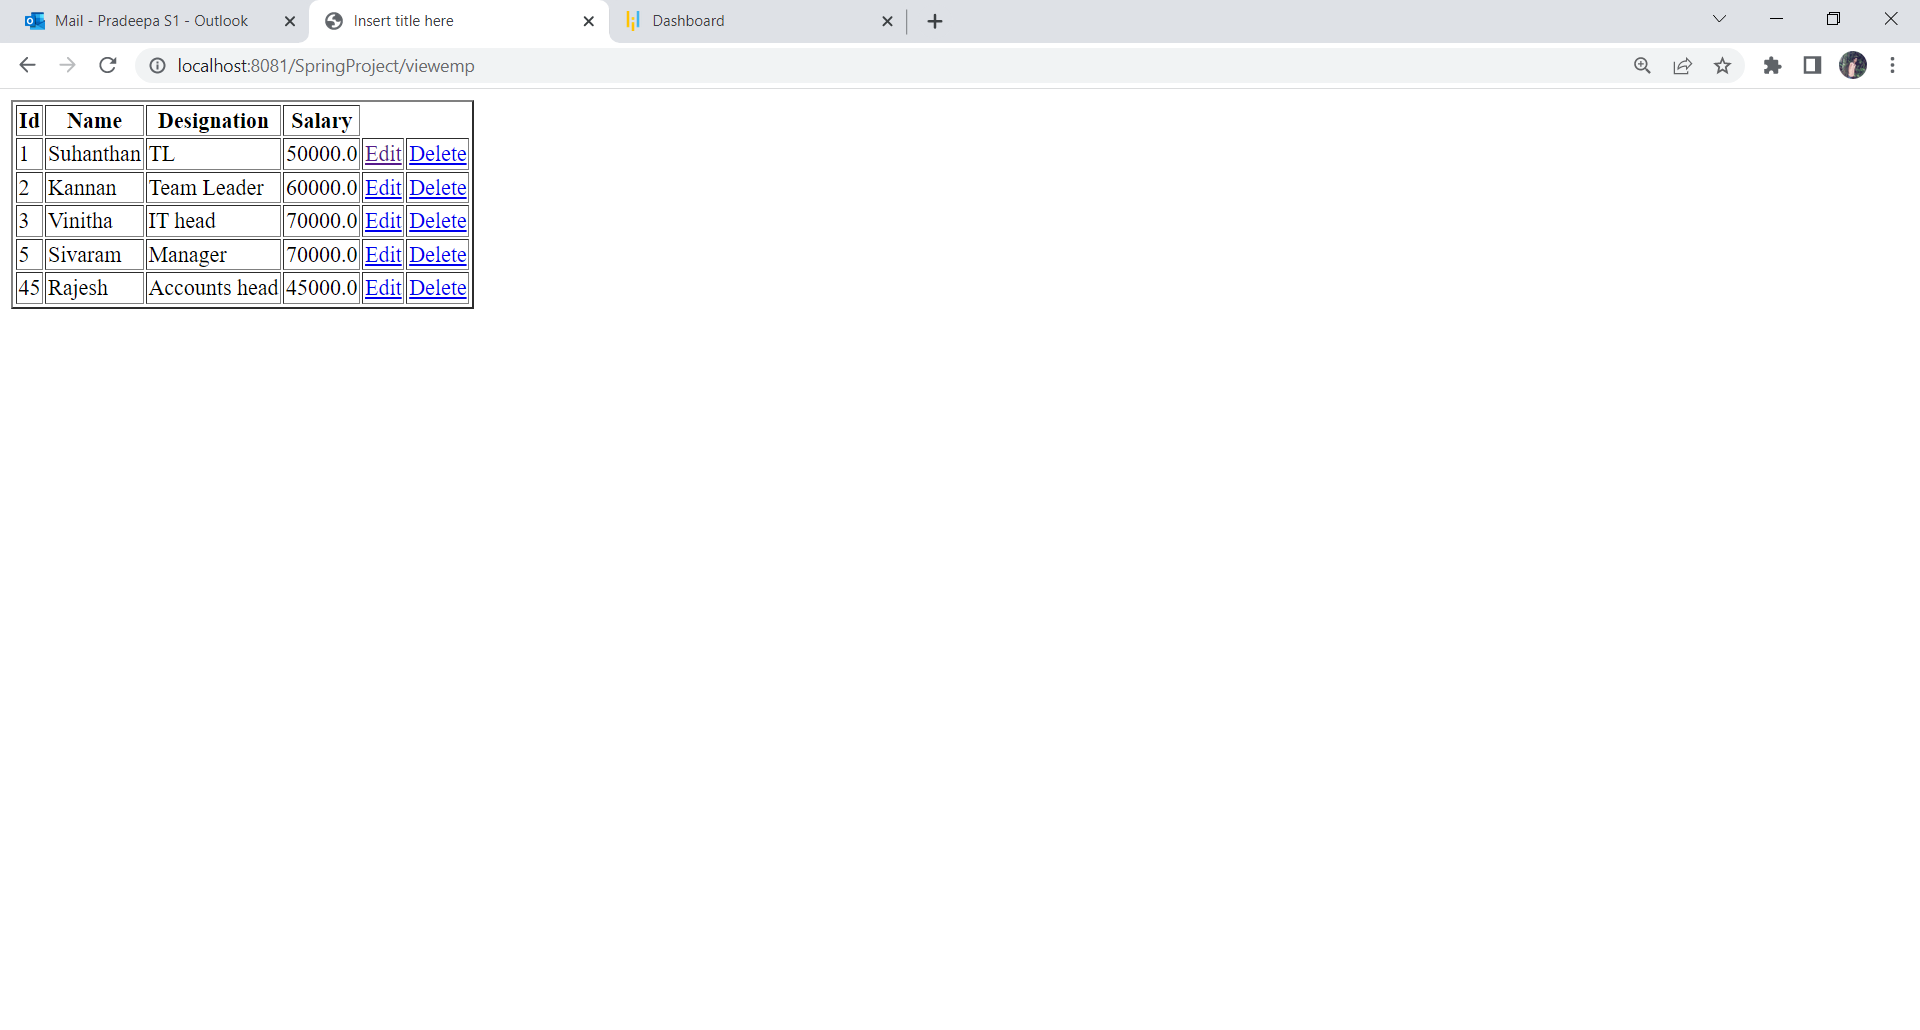 Mail - Pradeepa S1 - Outlook Insert title here Dashboard
localhost:8081/SpringProject/viewemp
Id Name Designation Salary
1 Suhanthan TL 50000.0 Edit Delete
2 Kannan Team Leader 60000.0 Edit Delete
3 Vinitha IT head 70000.0 Edit Delete
5 Sivaram Manager 70000.0 Edit Delete
45 Rajesh Accounts head 45000.0 Edit Delete